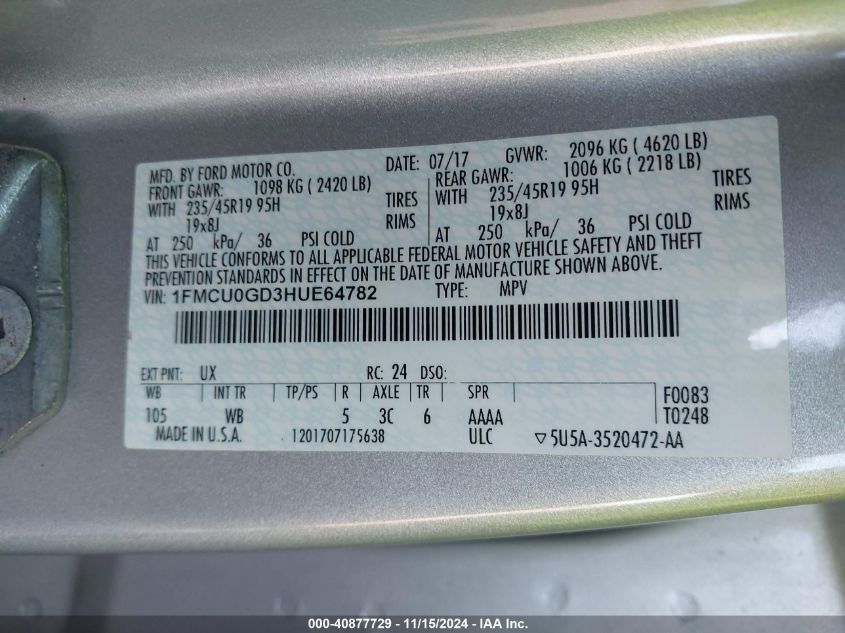 MFD. BY FORD MOTOR CO. DATE: 07/17 GVWR: 2096 KG ( 4620 LB)
FRONT GAWR: 1098 KG ( 2420 LB) REAR GAWR: 1006 KG ( 2218 LB)
WITH 235/45R19 95H TIRES WITH 235/45R19 95H TIRES
19x8J RIMS 19x8J RIMS
AT 250 kPa/ 36 PSI COLD AT 250 kPa/ 36 PSI COLD
THIS VEHICLE CONFORMS TO ALL APPLICABLE FEDERAL MOTOR VEHICLE SAFETY AND THEFT
PREVENTION STANDARDS IN EFFECT ON THE DATE OF MANUFACTURE SHOWN ABOVE.
VIN: 1FMCU0GD3HUE64782 TYPE: MPV
EXT PNT: UX RC: 24 DSO:
WB INT TR TP/PS R AXLE TR SPR F0083
105 WB 5 3C 6 AAAA T0248
MADE IN U.S.A. 1201707175638 ULC ▽5U5A-3520472-AA
000-40877729 - 11/15/2024 - IAA Inc.